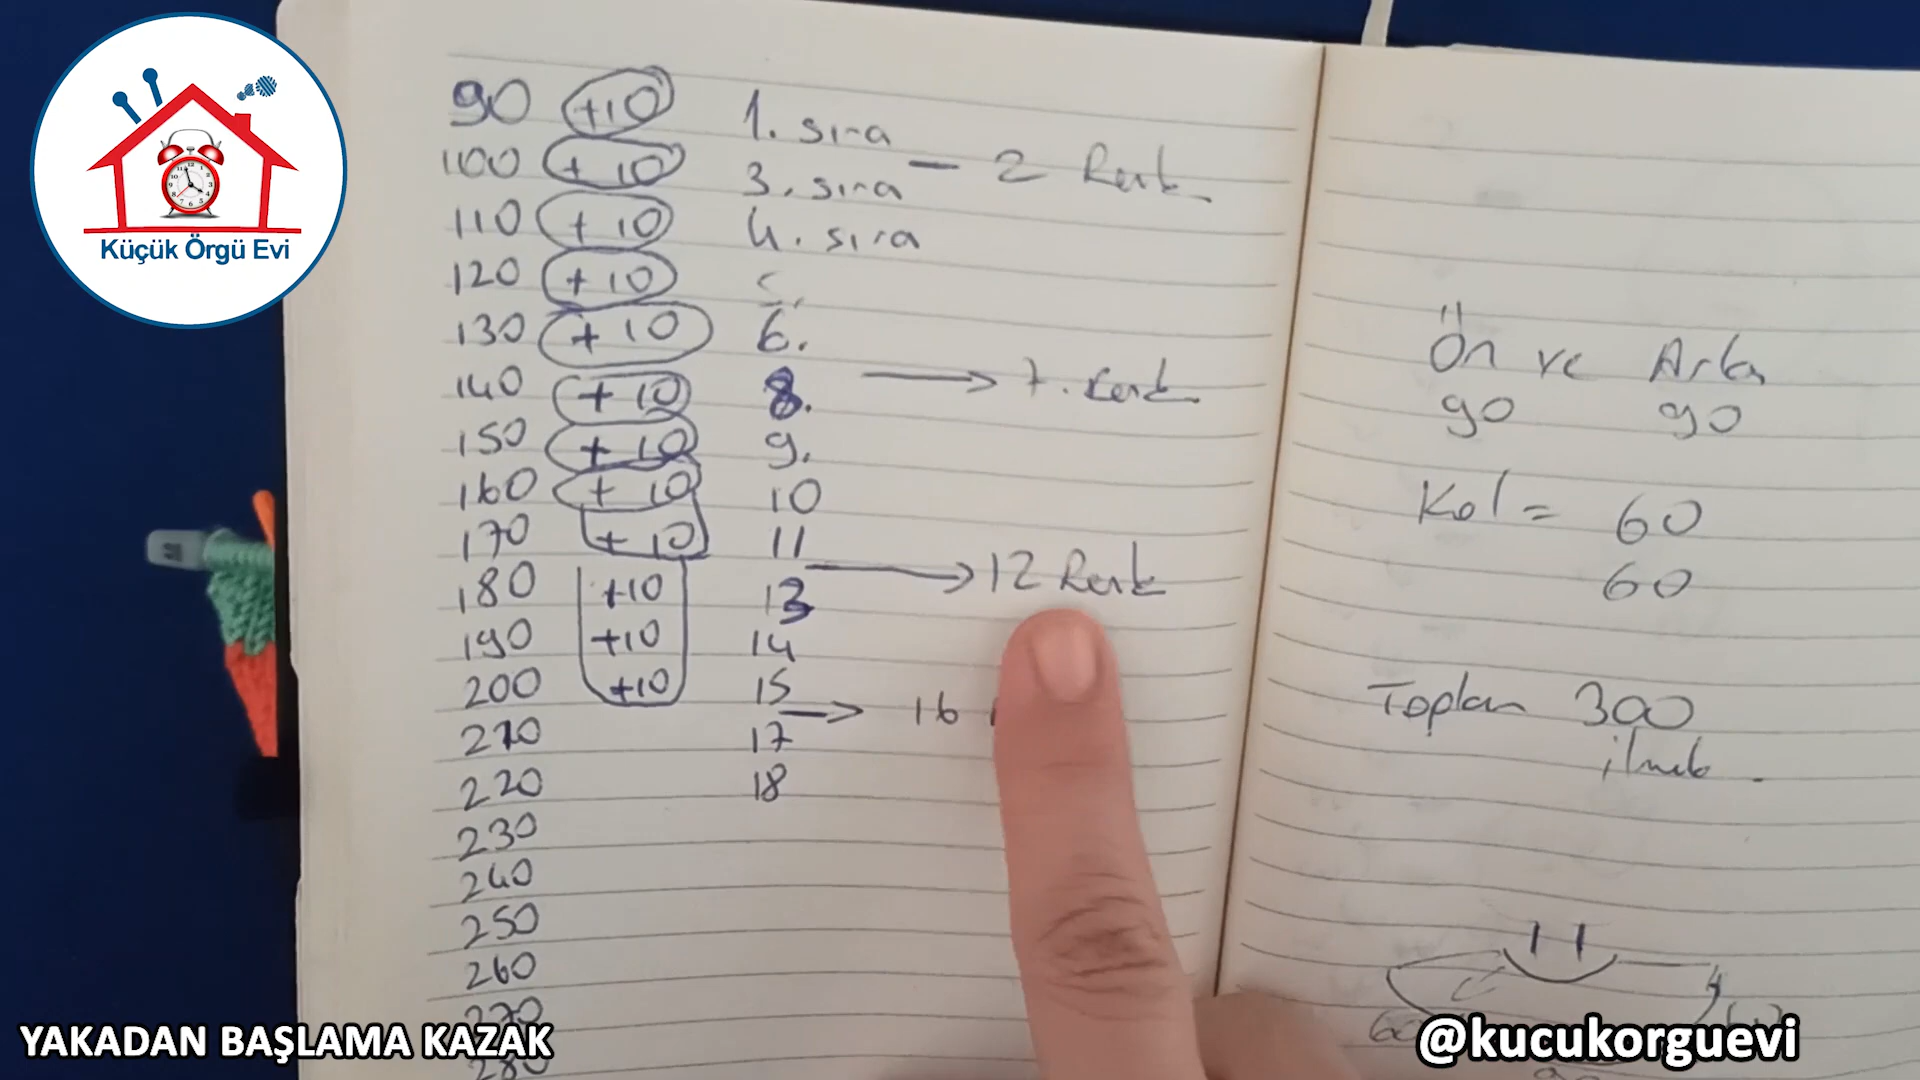 Küçük Örgü Evi
90 +10 1. sıra
100 +10 3. sıra – 2 Renk
110 +10 4. sıra
120 +10
130 +10 6.
140 +10 8. → 7. Renk
150 +10 9.
160 +10 10
170 +10 11
→ 12 Renk
180 +10 13
190 +10 14
200 +10 15
→ 16
210 17
220 18
230
240
250
260
270
280
Ön ve Arka
90 90
Kol = 60
60
Toplam 300
ilmek.
60
YAKADAN BAŞLAMA KAZAK
@kucukorguevi